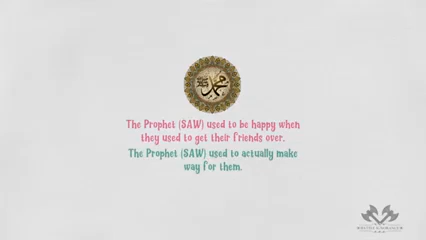 محمد
The Prophet (SAW) used to be happy when
they used to get their friends over.
The Prophet (SAW) used to actually make
way for them.